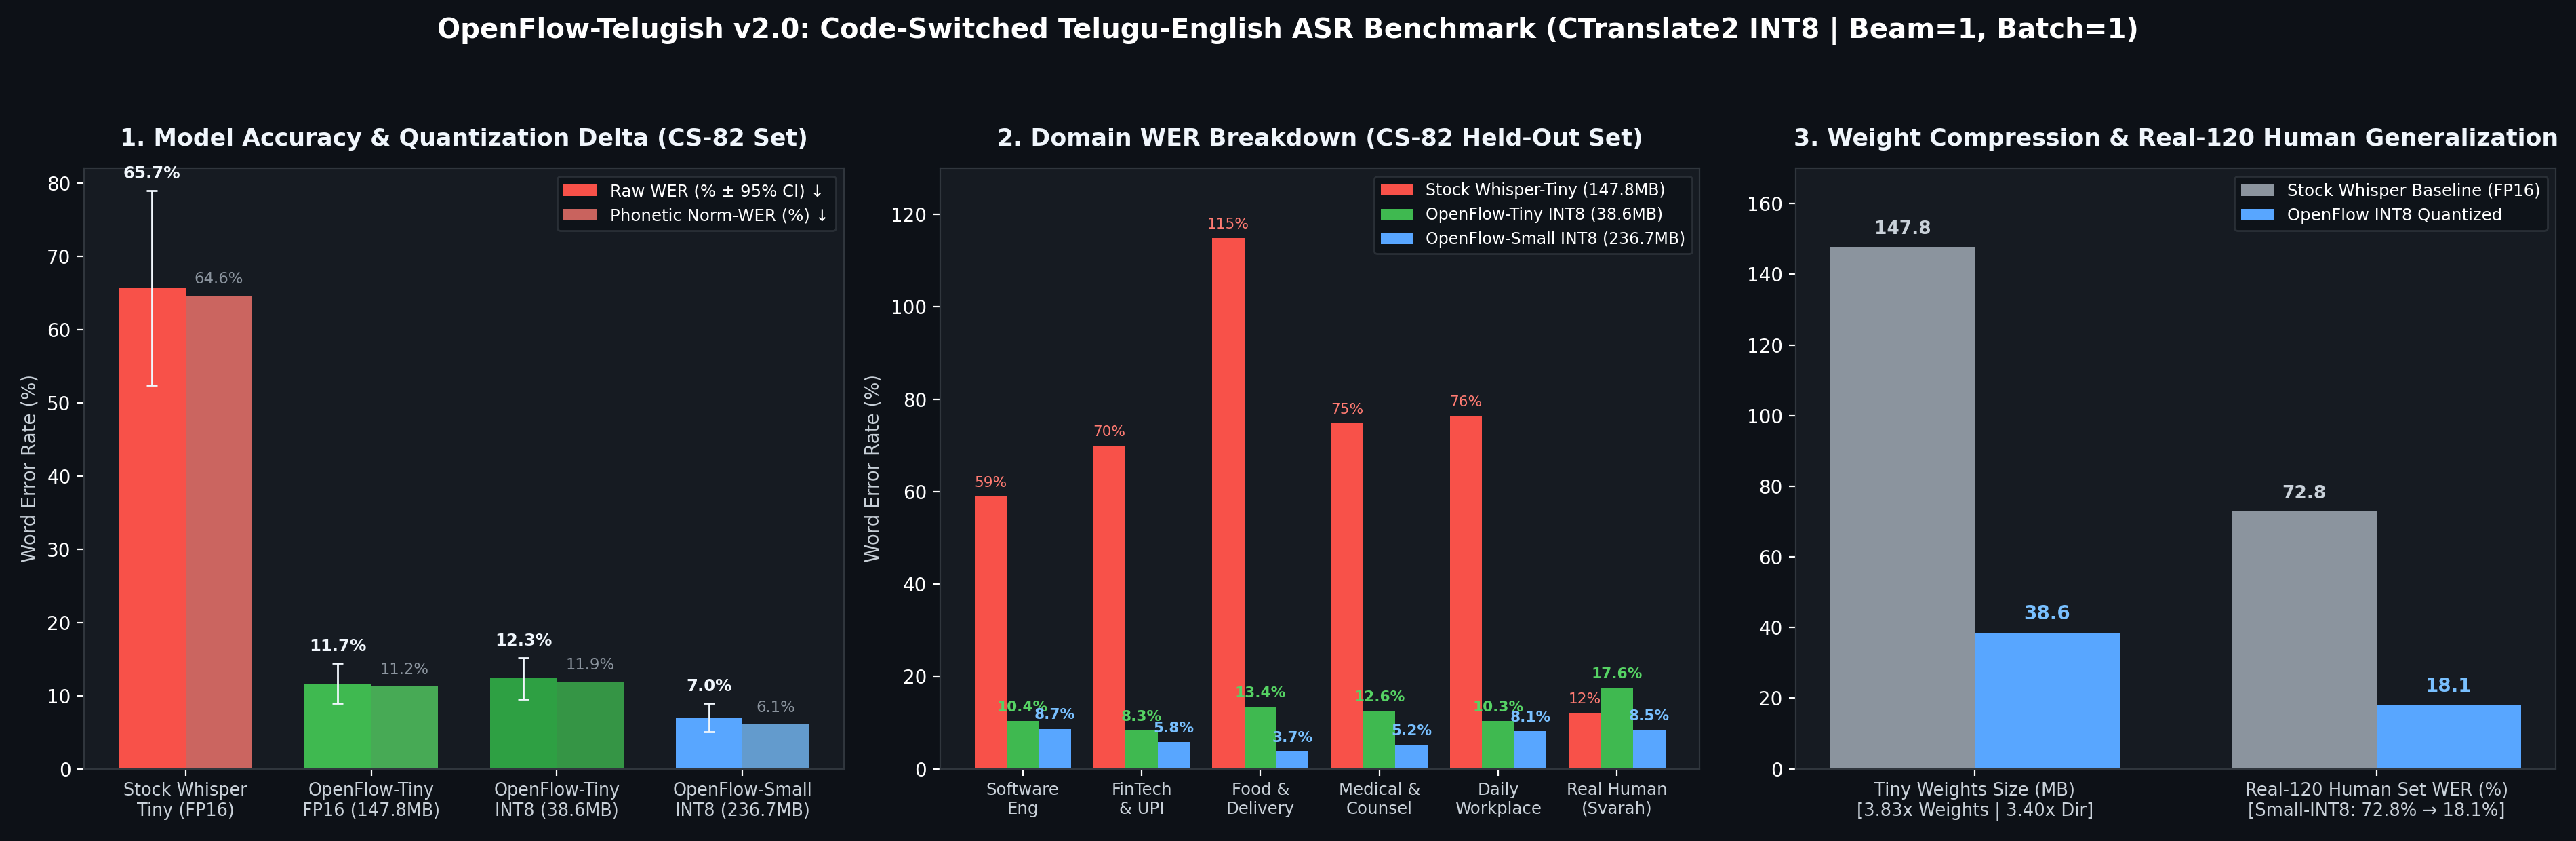 OpenFlow-Telugish v2.0: Code-Switched Telugu-English ASR Benchmark (CTranslate2 INT8 | Beam=1, Batch=1)
1. Model Accuracy & Quantization Delta (CS-82 Set)
Word Error Rate (%)
80
70
60
50
40
30
20
10
0
Raw WER (% ± 95% CI) ↓
Phonetic Norm-WER (%) ↓
65.7%
64.6%
11.7%
11.2%
12.3%
11.9%
7.0%
6.1%
Stock Whisper
Tiny (FP16)
OpenFlow-Tiny
FP16 (147.8MB)
OpenFlow-Tiny
INT8 (38.6MB)
OpenFlow-Small
INT8 (236.7MB)
2. Domain WER Breakdown (CS-82 Held-Out Set)
Word Error Rate (%)
120
100
80
60
40
20
0
Stock Whisper-Tiny (147.8MB)
OpenFlow-Tiny INT8 (38.6MB)
OpenFlow-Small INT8 (236.7MB)
59%
10.4%
8.7%
70%
8.3%
5.8%
115%
13.4%
3.7%
75%
12.6%
5.2%
76%
10.3%
8.1%
12%
17.6%
8.5%
Software
Eng
FinTech
& UPI
Food &
Delivery
Medical &
Counsel
Daily
Workplace
Real Human
(Svarah)
3. Weight Compression & Real-120 Human Generalization
160
140
120
100
80
60
40
20
0
Stock Whisper Baseline (FP16)
OpenFlow INT8 Quantized
147.8
38.6
72.8
18.1
Tiny Weights Size (MB)
[3.83x Weights | 3.40x Dir]
Real-120 Human Set WER (%)
[Small-INT8: 72.8% → 18.1%]